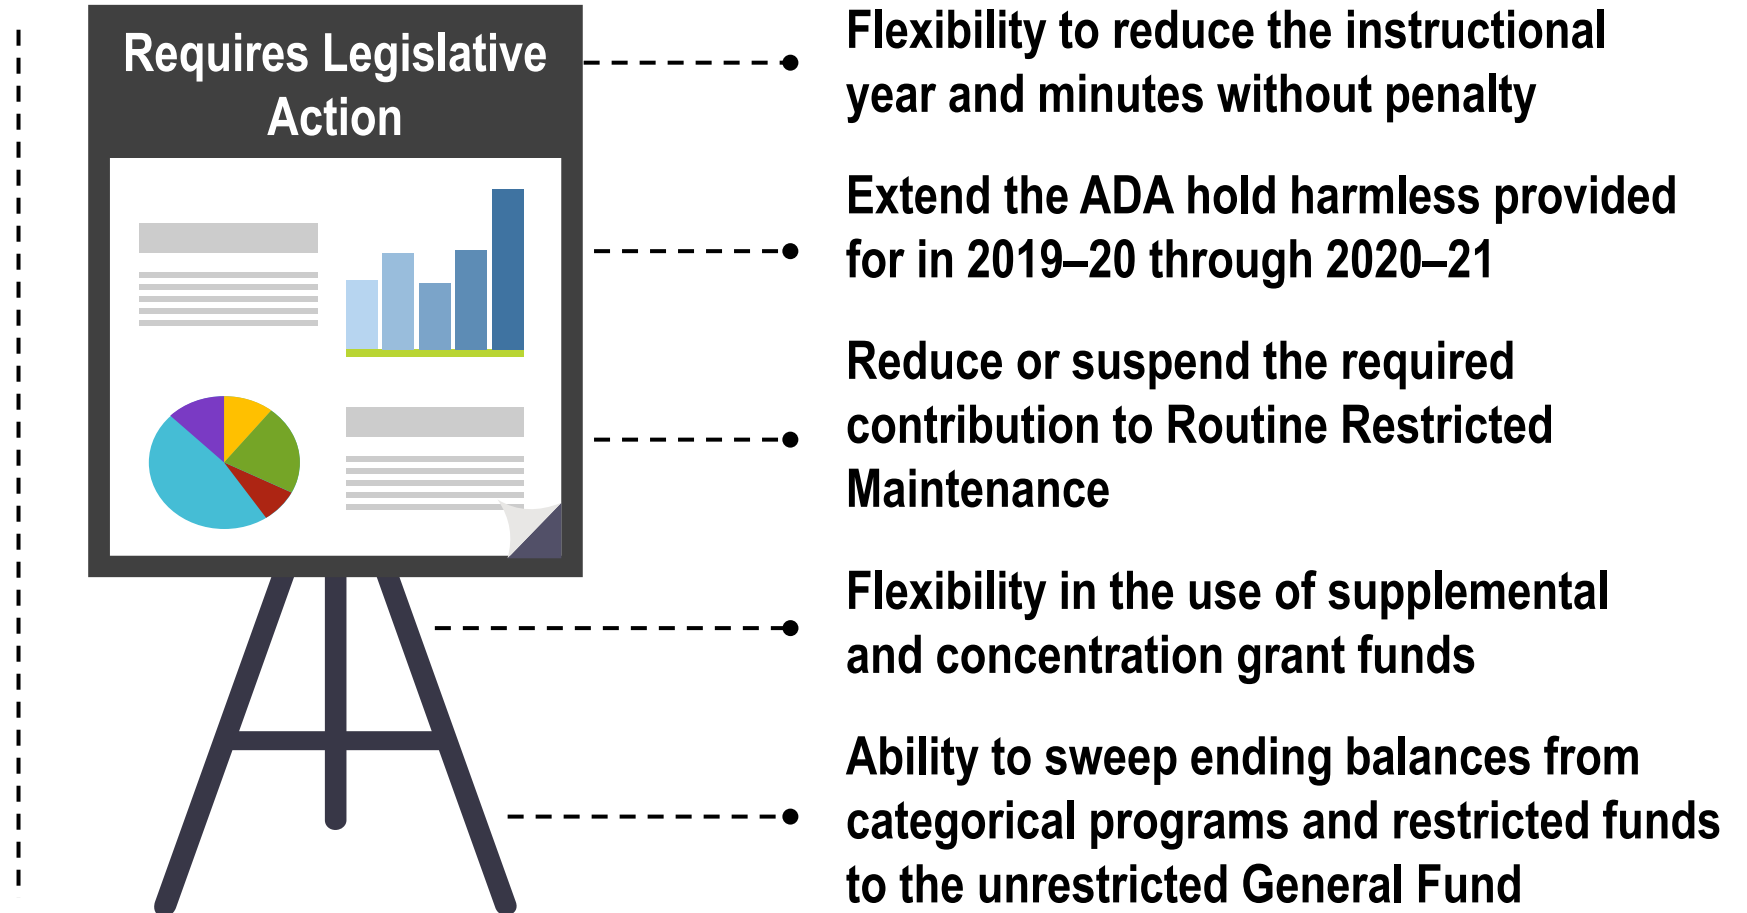 Requires Legislative
Action
Flexibility to reduce the instructional
year and minutes without penalty
Extend the ADA hold harmless provided
for in 2019–20 through 2020–21
Reduce or suspend the required
contribution to Routine Restricted
Maintenance
Flexibility in the use of supplemental
and concentration grant funds
Ability to sweep ending balances from
categorical programs and restricted funds
to the unrestricted General Fund